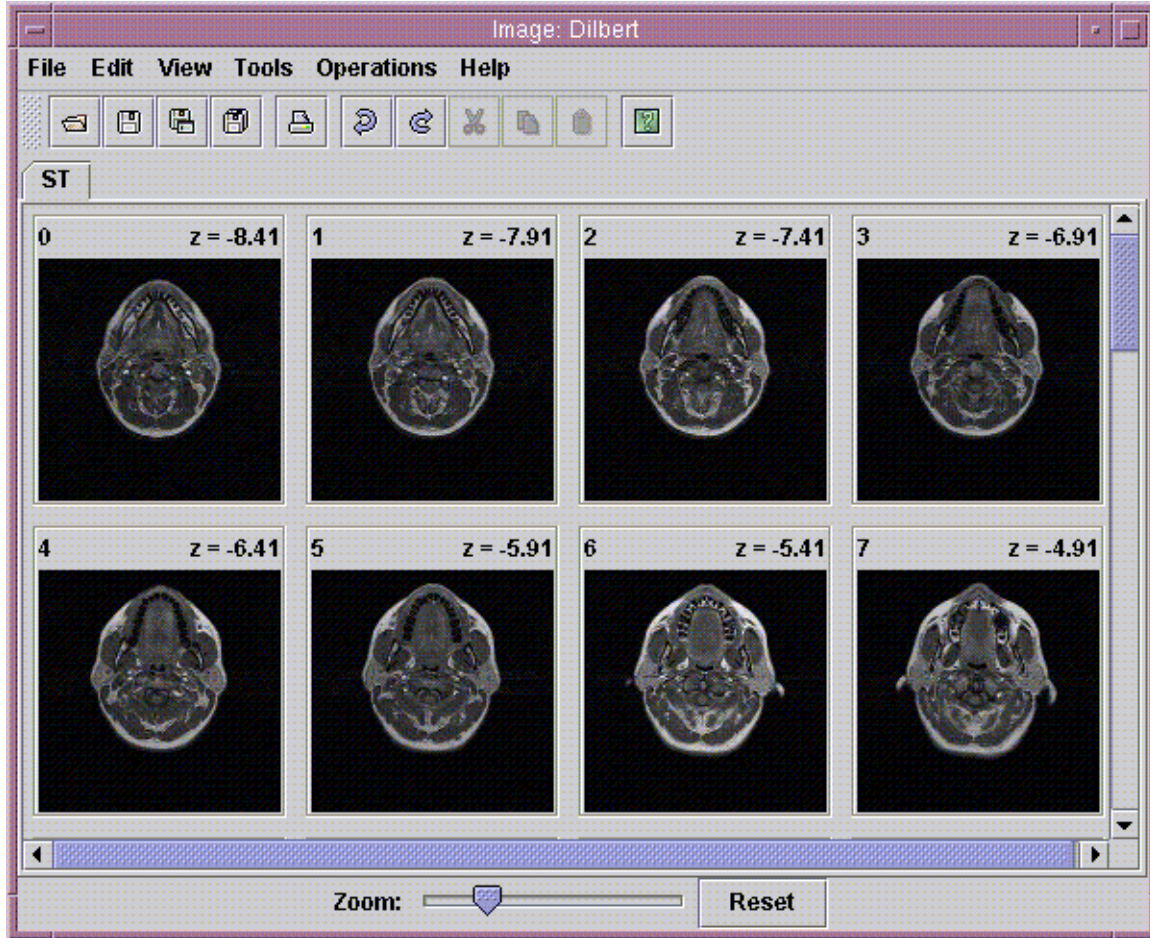 Image: Dilbert
File Edit View Tools Operations Help
?
ST
0 z = -8.41 1 z = -7.91 2 z = -7.41 3 z = -6.91
4 z = -6.41 5 z = -5.91 6 z = -5.41 7 z = -4.91
Zoom: Reset